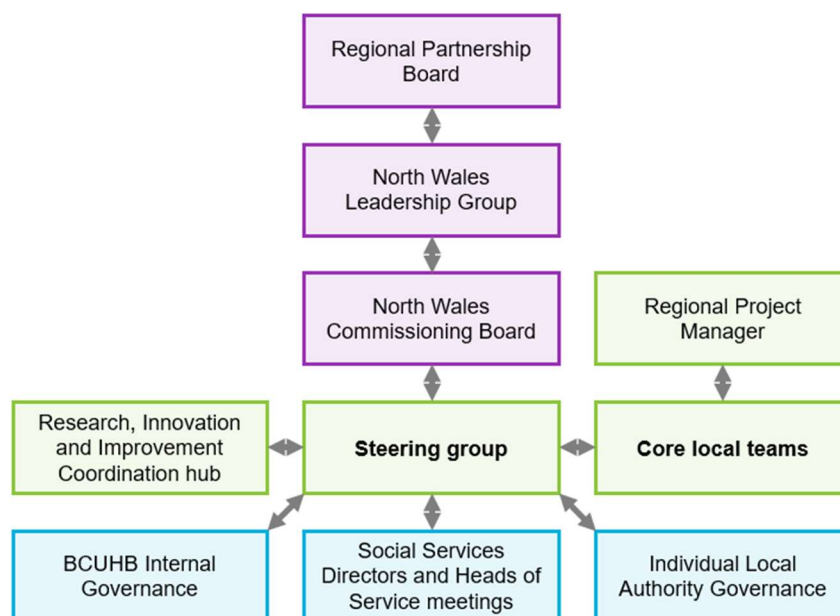 Regional Partnership
Board
North Wales
Leadership Group
North Wales
Commissioning Board
Regional Project
Manager
Research, Innovation
and Improvement
Coordination hub
Steering group
Core local teams
BCUHB Internal
Governance
Social Services
Directors and Heads of
Service meetings
Individual Local
Authority Governance